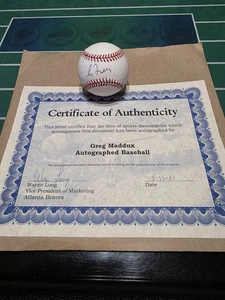 Certificate of Authenticity
This letter certifies that the item of sports memorabilia which
accompanies this document has been autographed by
Greg Maddux
Autographed Baseball
Wayne Long
Date
Vice President of Marketing
Atlanta Braves